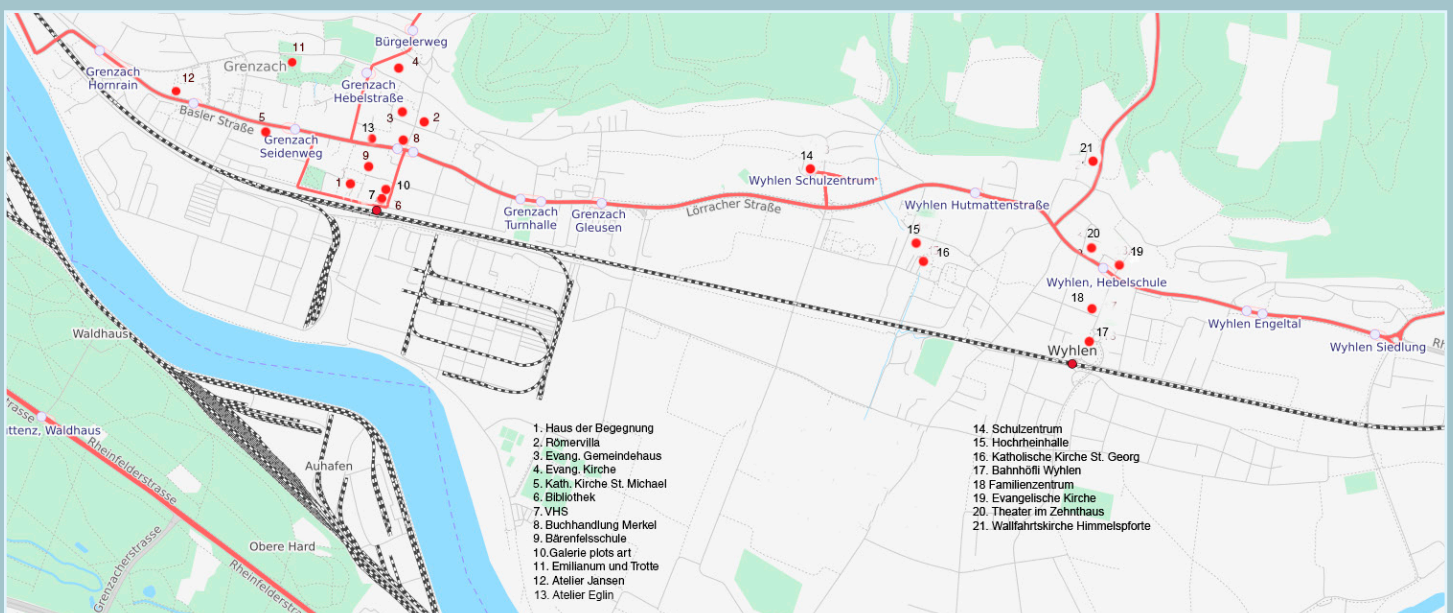 Bürgelerweg
11
4
Grenzach
Grenzach
Hornrain
12
Grenzach
Hebelstraße
Basler Straße
5
3
2
13
8
Grenzach
Seidenweg
9
1
10
7
6
14
Wyhlen Schulzentrum
21
Grenzach
Turnhalle
Grenzach
Gleusen
Lörracher Straße
Wyhlen Hutmattenstraße
15
16
20
19
Wyhlen, Hebelschule
18
17
Wyhlen
Wyhlen Engeltal
Wyhlen Siedlung
Rh
Waldhaus
strasse
ttenz, Waldhaus
Rheinfelderstrasse
Auhafen
Obere Hard
Grenzacherstrasse
Rheinfelderstra
1. Haus der Begegnung
2. Römervilla
3. Evang. Gemeindehaus
4. Evang. Kirche
5. Kath. Kirche St. Michael
6. Bibliothek
7. VHS
8. Buchhandlung Merkel
9. Bärenfelsschule
10.Galerie plots art
11. Emilianum und Trotte
12. Atelier Jansen
13. Atelier Eglin
14. Schulzentrum
15. Hochrheinhalle
16. Katholische Kirche St. Georg
17. Bahnhöfli Wyhlen
18 Familienzentrum
19. Evangelische Kirche
20. Theater im Zehnthaus
21. Wallfahrtskirche Himmelspforte